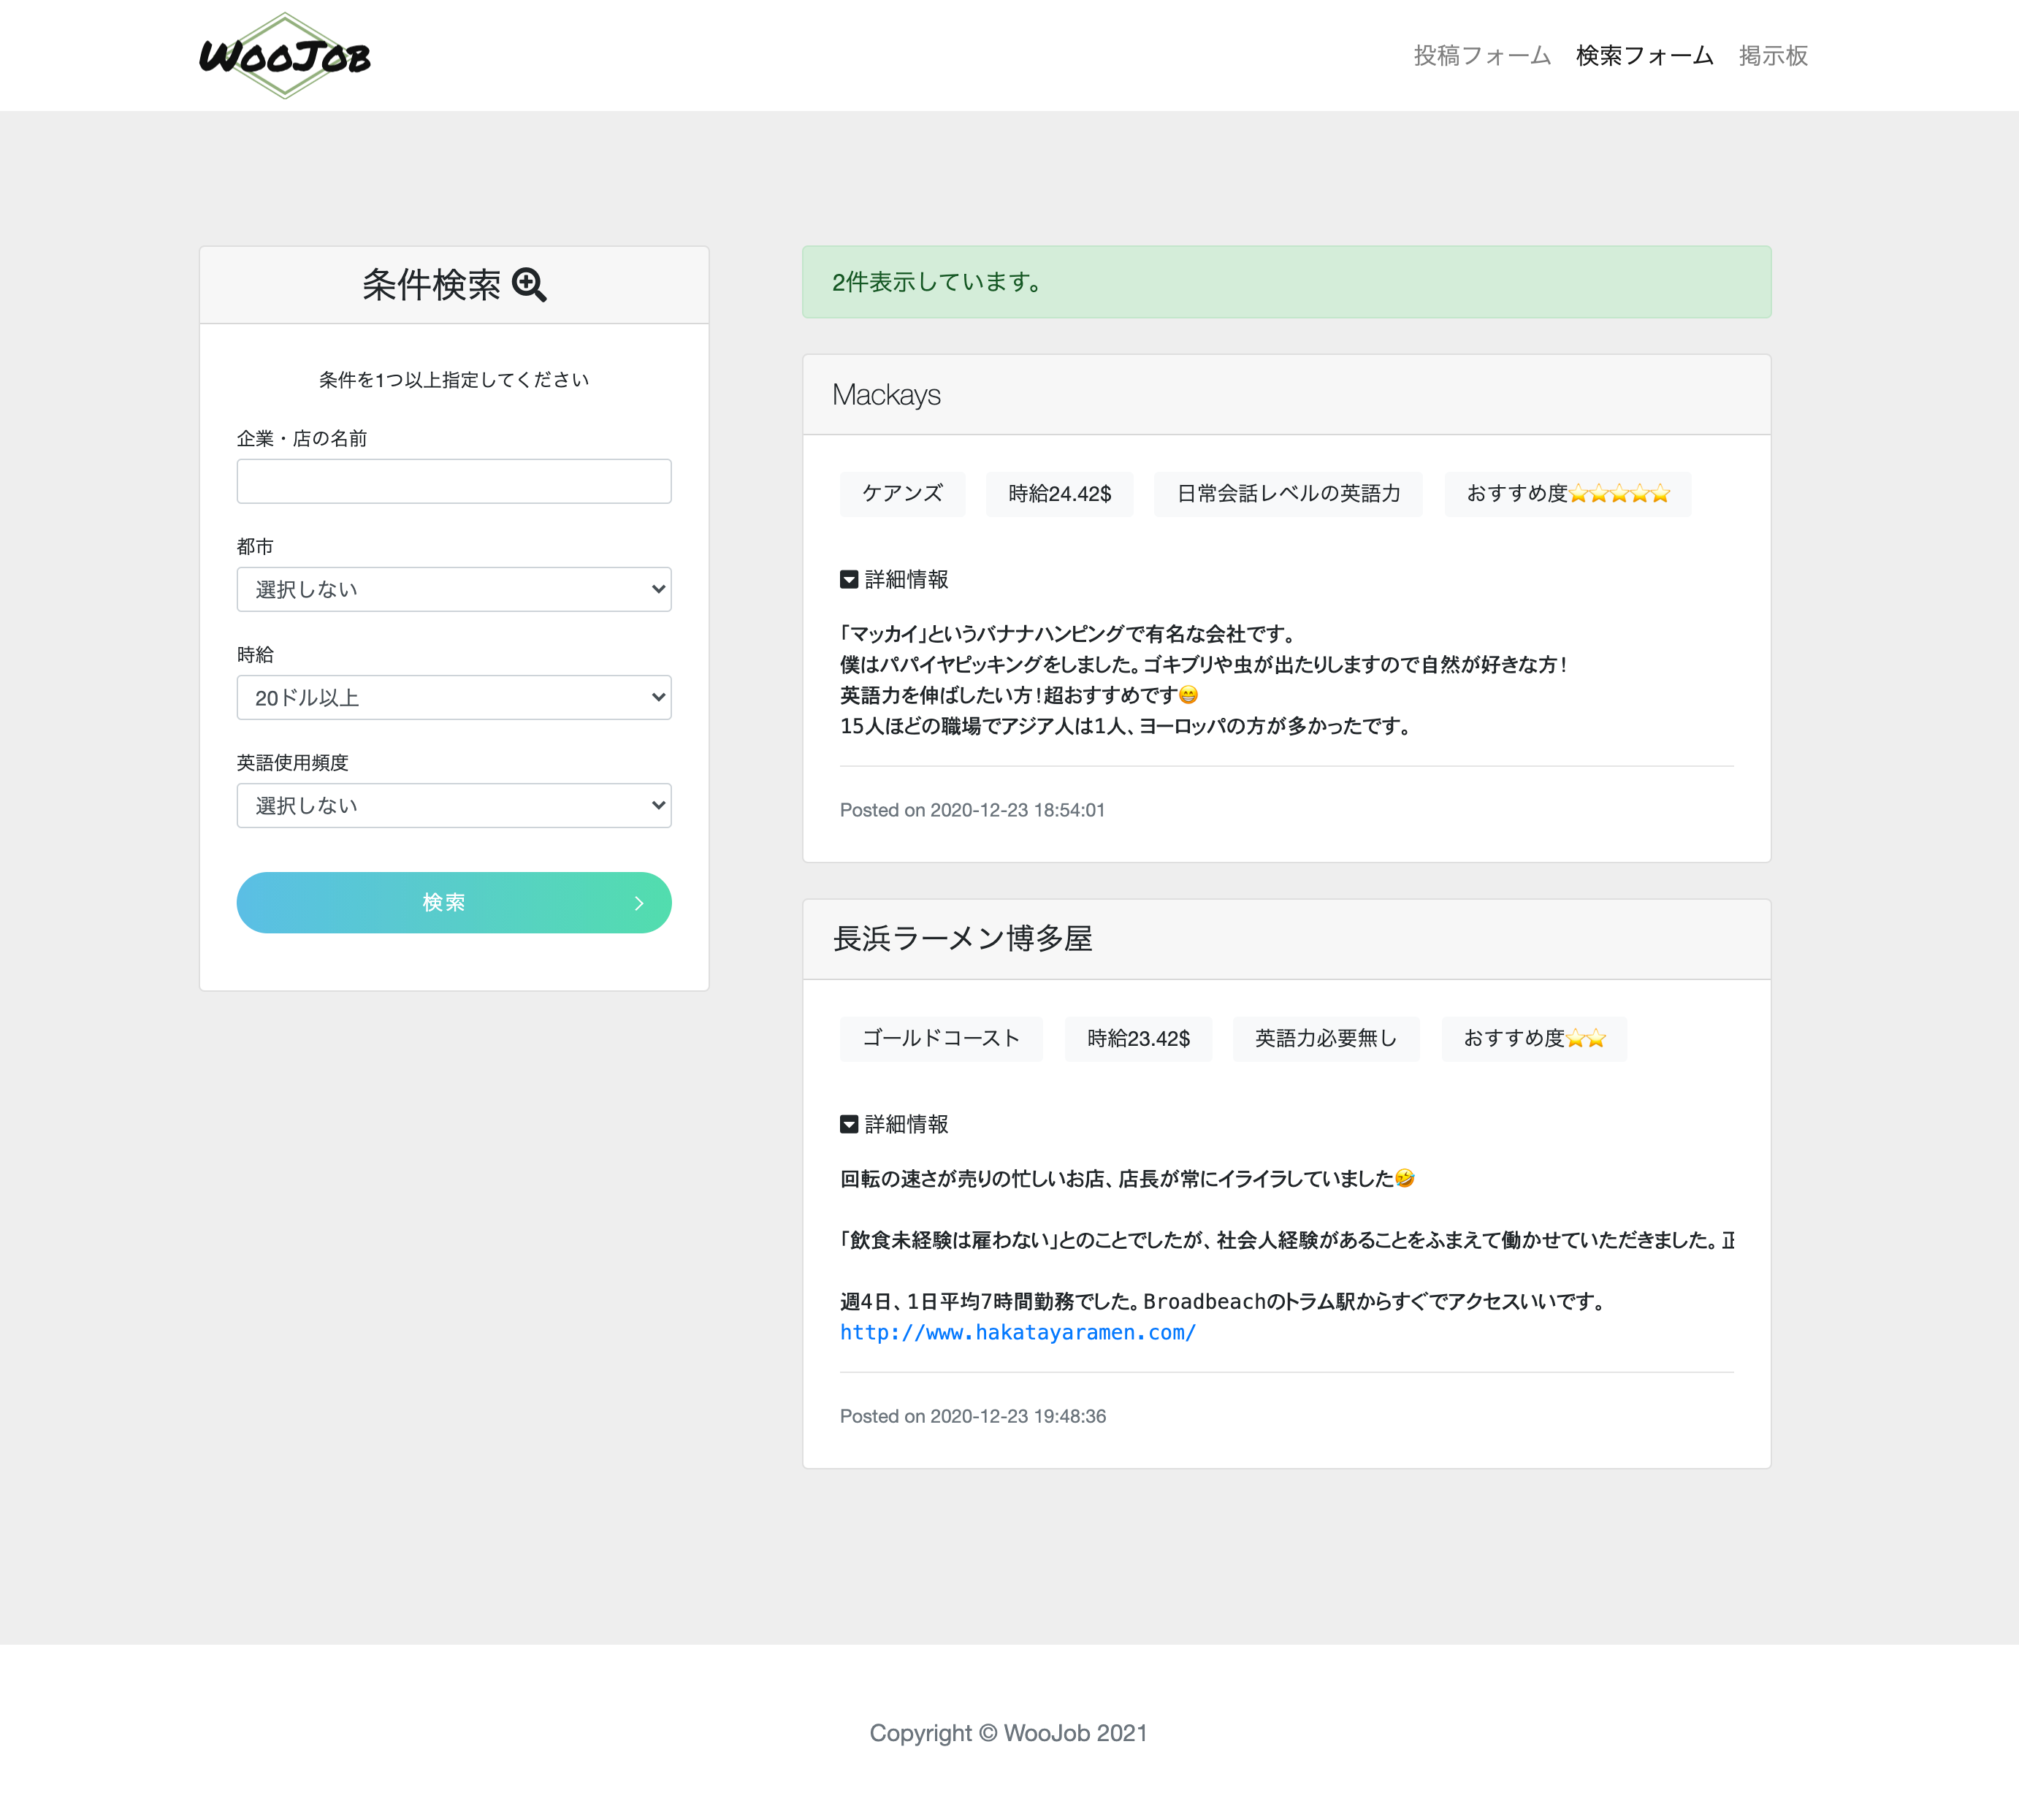 WooJob
投稿フォーム 検索フォーム 掲示板
条件検索
条件を1つ以上指定してください
企業・店の名前
都市
選択しない
時給
20ドル以上
英語使用頻度
選択しない
検索
2件表示しています。
Mackays
ケアンズ 時給24.42$ 日常会話レベルの英語力 おすすめ度⭐⭐⭐⭐⭐
詳細情報
「マッカイ」というバナナハンピングで有名な会社です。
僕はパパイヤピッキングをしました。ゴキブリや虫が出たりしますので自然が好きな方！
英語力を伸ばしたい方！超おすすめです😁
15人ほどの職場でアジア人は1人、ヨーロッパの方が多かったです。
Posted on 2020-12-23 18:54:01
長浜ラーメン博多屋
ゴールドコースト 時給23.42$ 英語力必要無し おすすめ度⭐⭐
詳細情報
回転の速さが売りの忙しいお店、店長が常にイライラしていました🤣
「飲食未経験は雇わない」とのことでしたが、社会人経験があることをふまえて働かせていただきました。
週4日、1日平均7時間勤務でした。Broadbeachのトラム駅からすぐでアクセスいいです。
http://www.hakatayaramen.com/
Posted on 2020-12-23 19:48:36
Copyright © WooJob 2021